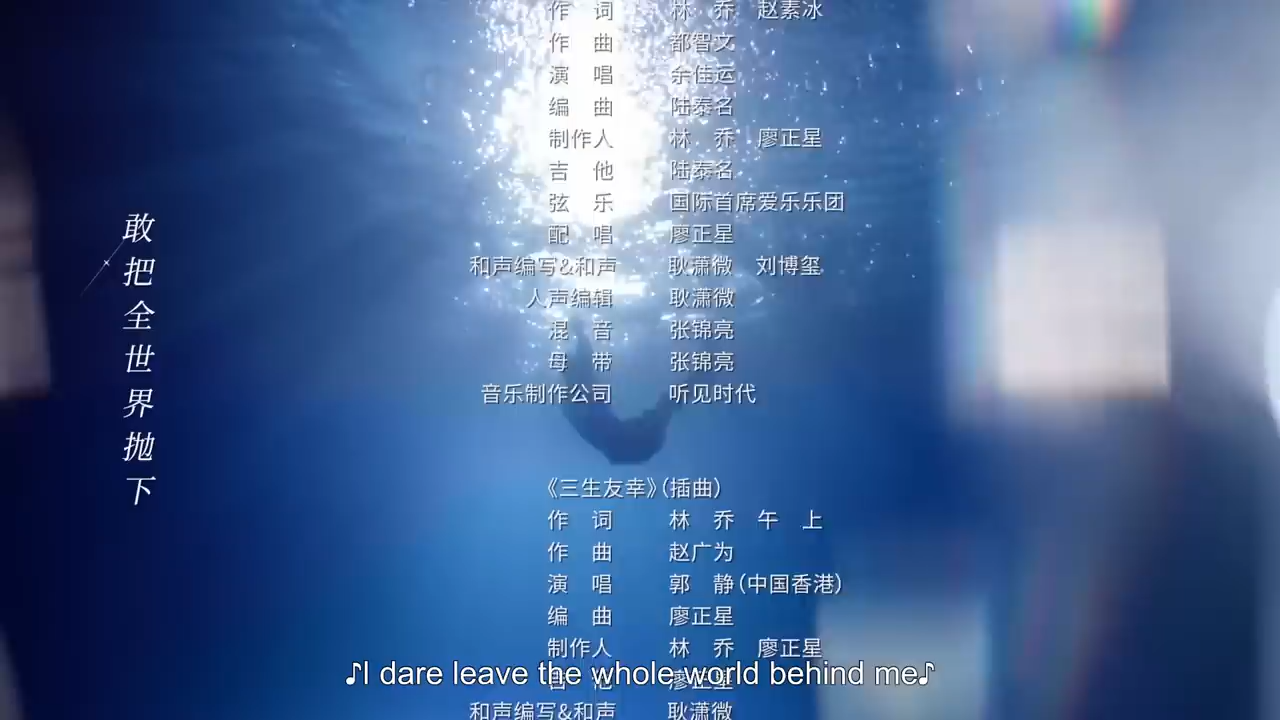 作 词 林 乔 赵素冰
作 曲 都智文
演 唱 余佳运
编 曲 陆泰名
制作人 林 乔 廖正星
吉 他 陆泰名
弦 乐 国际首席爱乐乐团
配 唱 廖正星
和声编写&和声 耿潇微 刘博玺
人声编辑 耿潇微
混 音 张锦亮
母 带 张锦亮
音乐制作公司 听见时代
敢把全世界抛下
《三生友幸》(插曲)
作 词 林 乔 午 上
作 曲 赵广为
演 唱 郭 静(中国香港)
编 曲 廖正星
制作人 林 乔 廖正星
♪I dare leave the whole world behind me♪
吉 他 廖正星
和声编写&和声 耿潇微